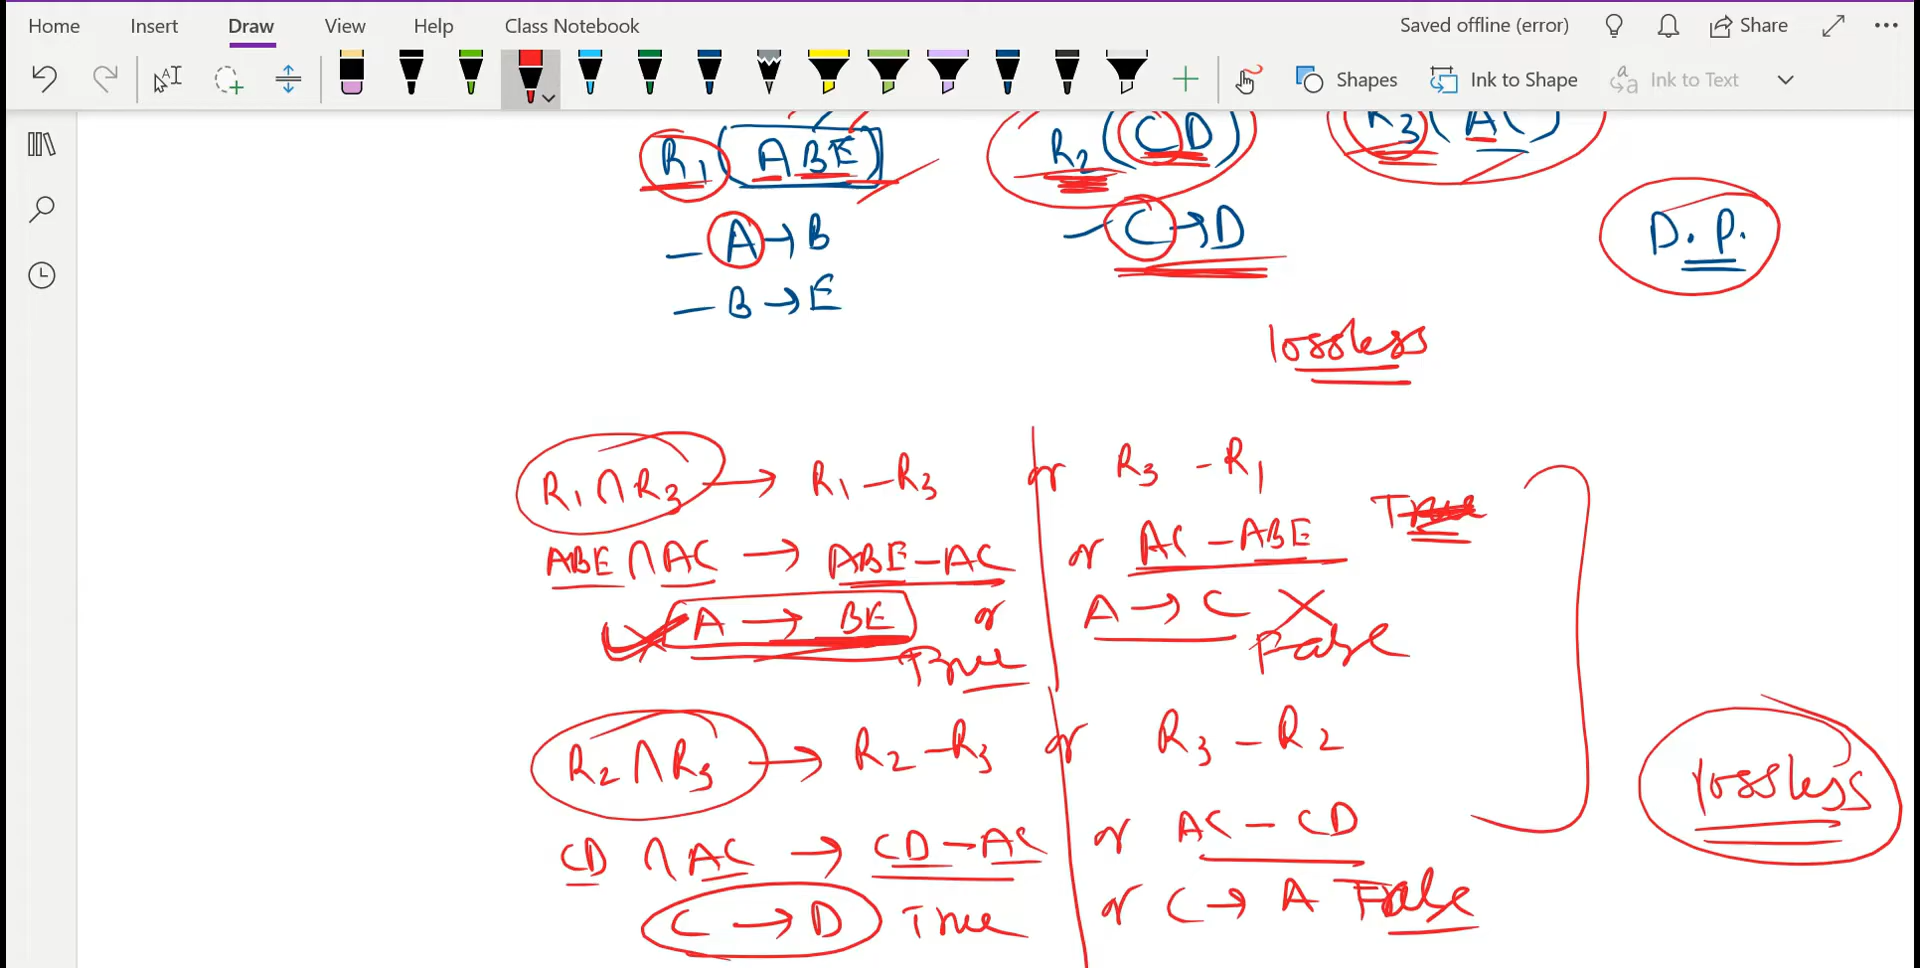 Home Insert Draw View Help Class Notebook Saved offline (error) Share
Shapes Ink to Shape Ink to Text
R1 (ABE) R2 (CD) R3 (AC)
– A → B – C → D D.P.
– B → E
lossless
R1 ∩ R3 → R1 – R3 or R3 – R1
True
ABE ∩ AC → ABE – AC or AC – ABE
A → BE or A → C X
True False
R2 ∩ R3 → R2 – R3 or R3 – R2
lossless
CD ∩ AC → CD – AC or AC – CD
C → D True or C → A False